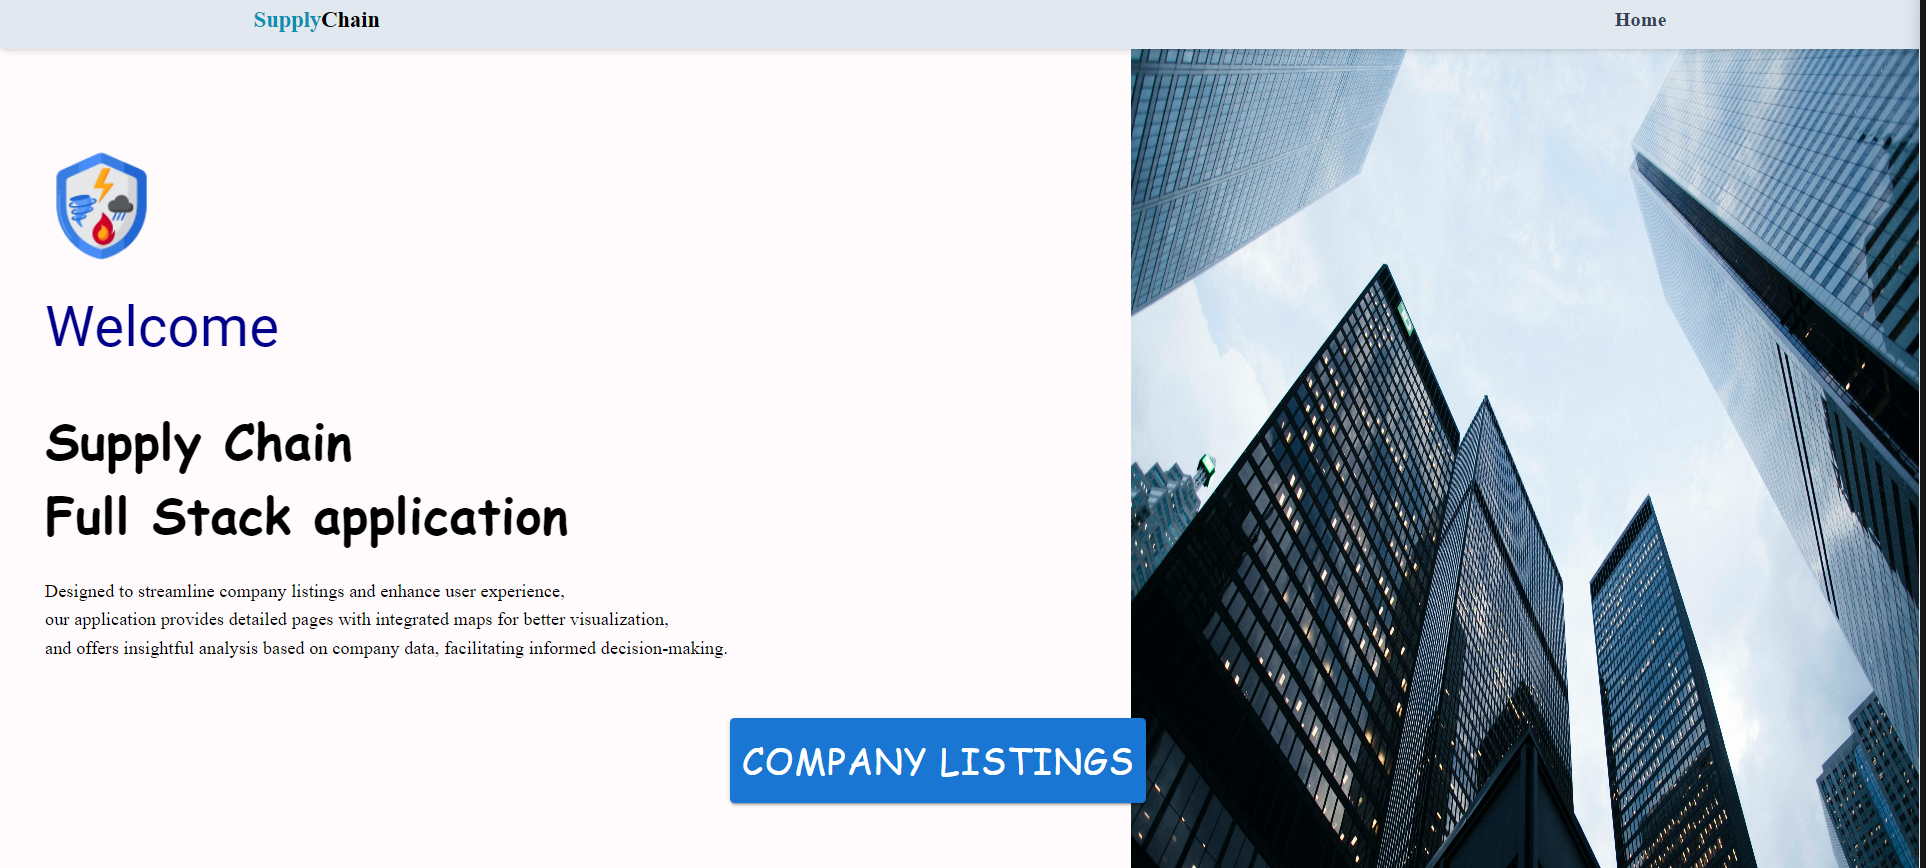 SupplyChain
Home
Welcome
Supply Chain
Full Stack application
Designed to streamline company listings and enhance user experience,
our application provides detailed pages with integrated maps for better visualization,
and offers insightful analysis based on company data, facilitating informed decision-making.
COMPANY LISTINGS